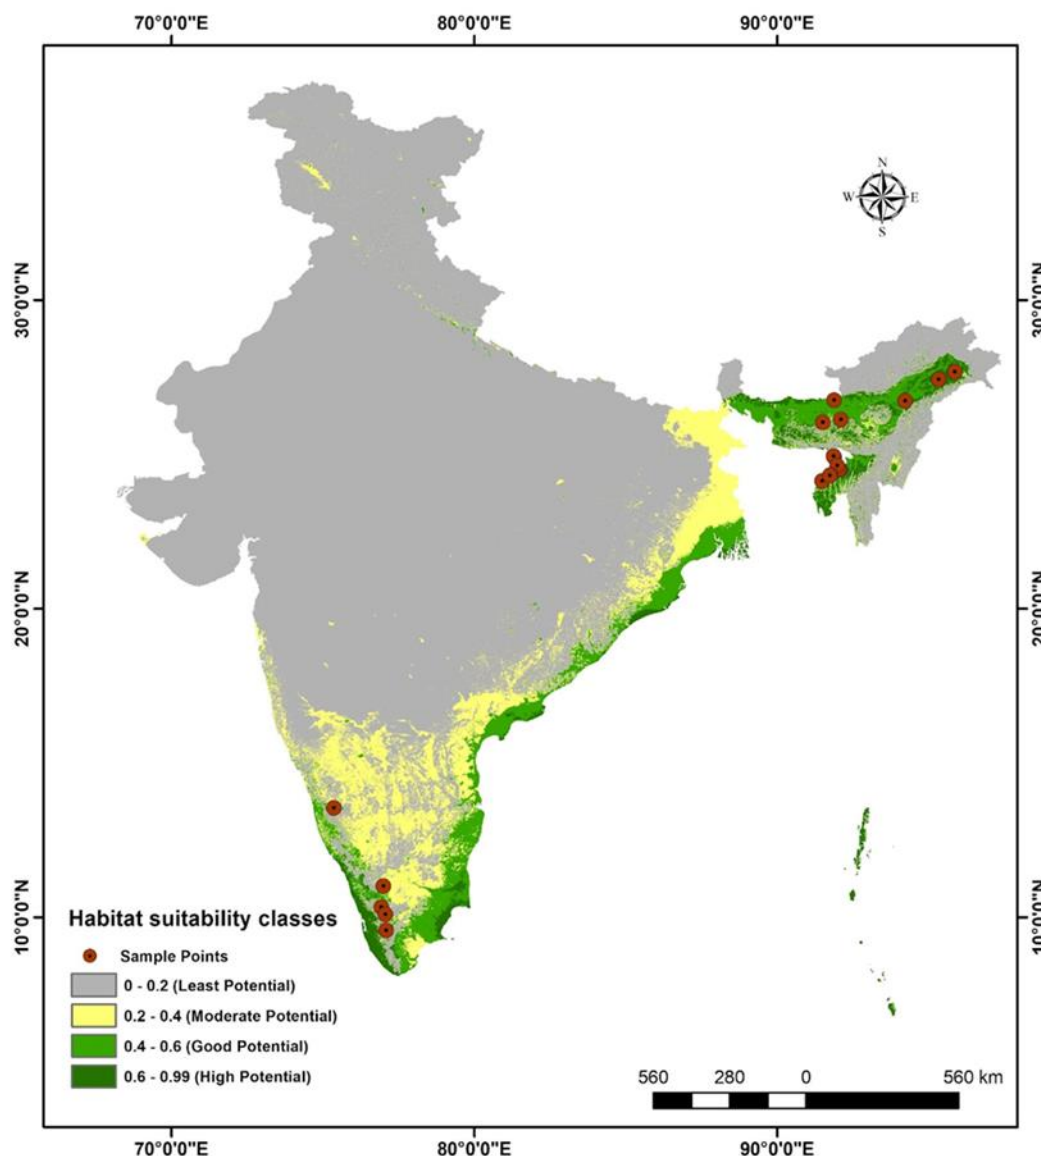 70°0'0"E 80°0'0"E 90°0'0"E
N
W E
S
30°0'0"N 30°0'0"N
20°0'0"N 20°0'0"N
10°0'0"N 10°0'0"N
Habitat suitability classes
Sample Points
0 - 0.2 (Least Potential)
0.2 - 0.4 (Moderate Potential)
0.4 - 0.6 (Good Potential)
0.6 - 0.99 (High Potential)
560 280 0 560 km
70°0'0"E 80°0'0"E 90°0'0"E